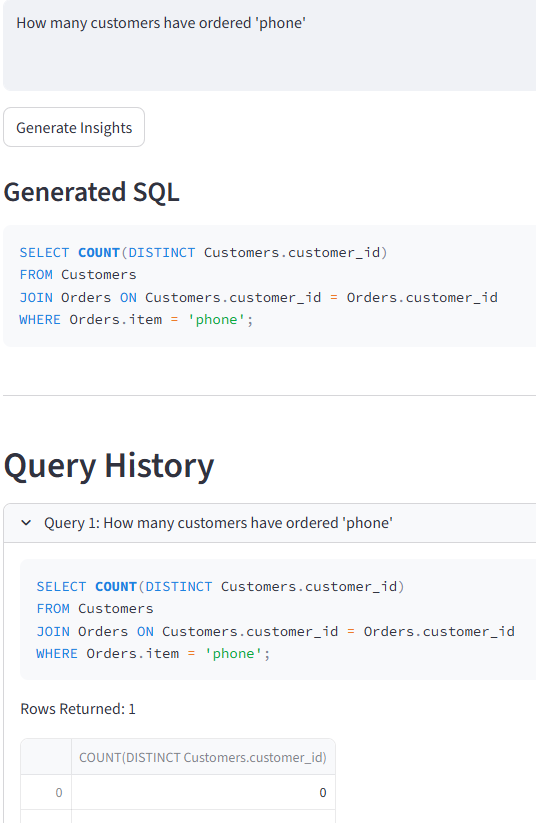 How many customers have ordered 'phone'
Generate Insights
Generated SQL
SELECT COUNT(DISTINCT Customers.customer_id)
FROM Customers
JOIN Orders ON Customers.customer_id = Orders.customer_id
WHERE Orders.item = 'phone';
Query History
Query 1: How many customers have ordered 'phone'
SELECT COUNT(DISTINCT Customers.customer_id)
FROM Customers
JOIN Orders ON Customers.customer_id = Orders.customer_id
WHERE Orders.item = 'phone';
Rows Returned: 1
COUNT(DISTINCT Customers.customer_id)
0 0